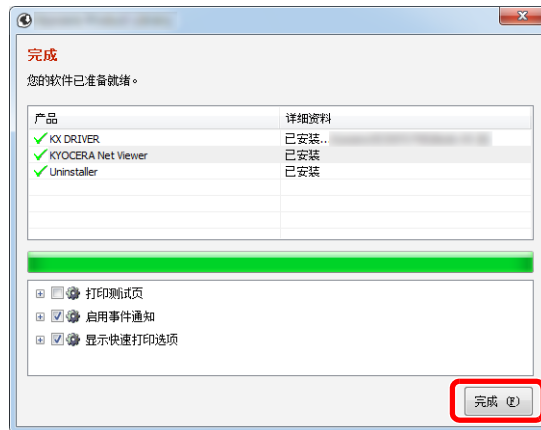 完成
您的软件已准备就绪。
产品 详细资料
KX DRIVER 已安装..
KYOCERA Net Viewer 已安装
Uninstaller 已安装
打印测试页
启用事件通知
显示快速打印选项
完成 (F)